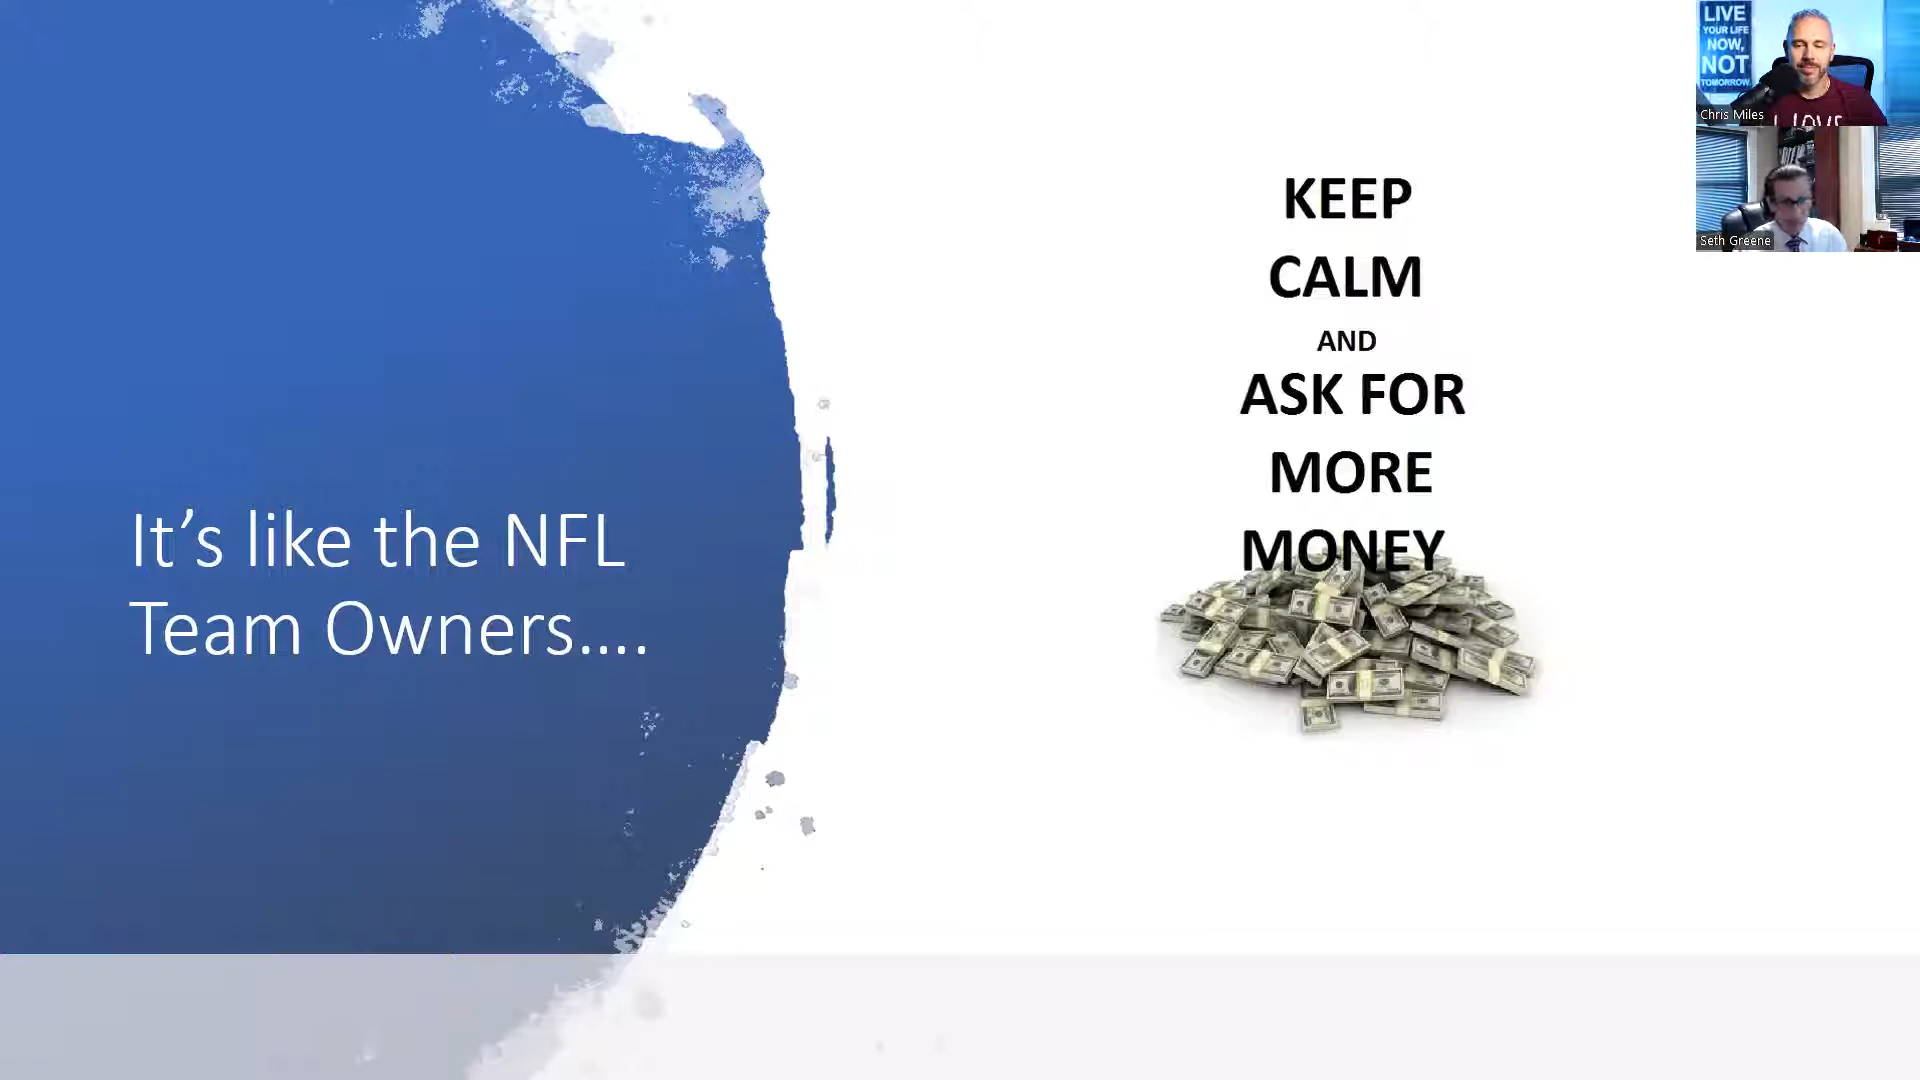 It’s like the NFL
Team Owners….
KEEP
CALM
AND
ASK FOR
MORE
MONEY
LIVE
YOUR LIFE
NOW,
NOT
TOMORROW
I LOVE
Chris Miles
Seth Greene